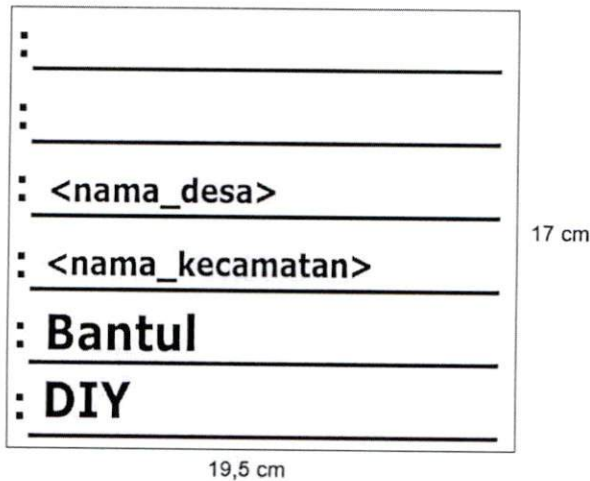 :
:
: <nama_desa>
: <nama_kecamatan>
17 cm
: Bantul
: DIY
19,5 cm